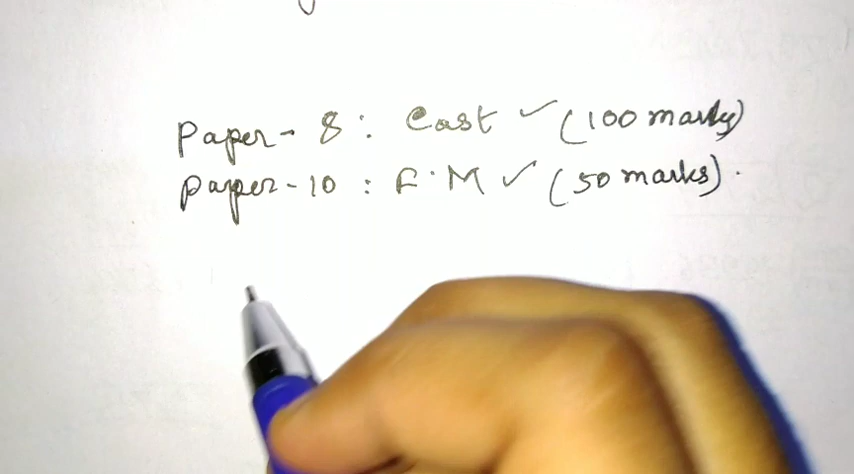 Paper- 8 : Cost ✓ (100 marks)
paper-10 : F.M ✓ (50 marks).